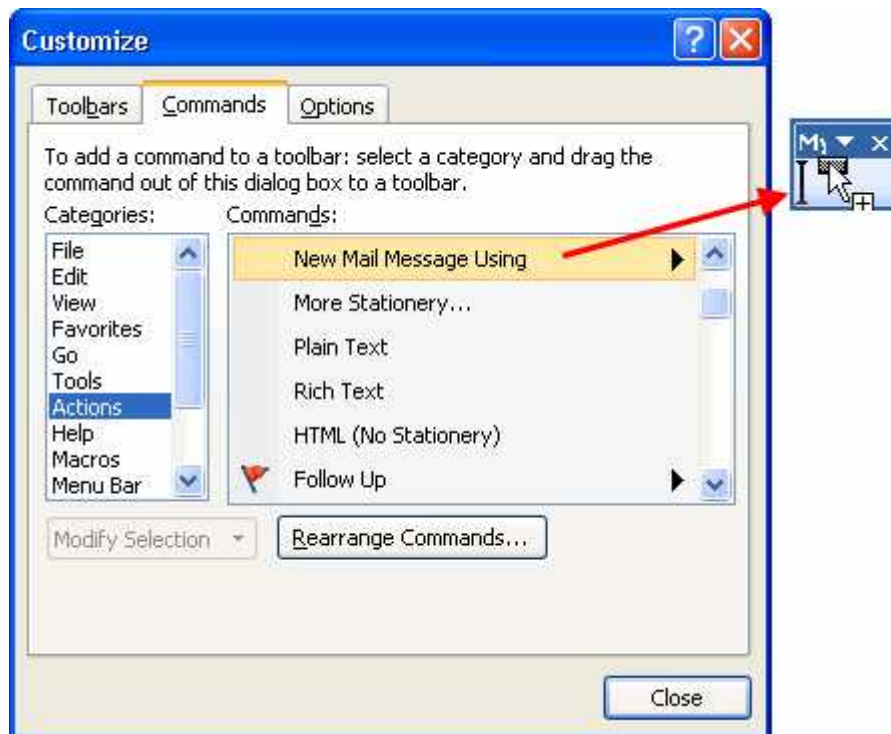 Customize
Toolbars Commands Options
To add a command to a toolbar: select a category and drag the
command out of this dialog box to a toolbar.
Categories: Commands:
File
Edit
View
Favorites
Go
Tools
Actions
Help
Macros
Menu Bar
New Mail Message Using
More Stationery...
Plain Text
Rich Text
HTML (No Stationery)
Follow Up
Modify Selection Rearrange Commands...
Close
My